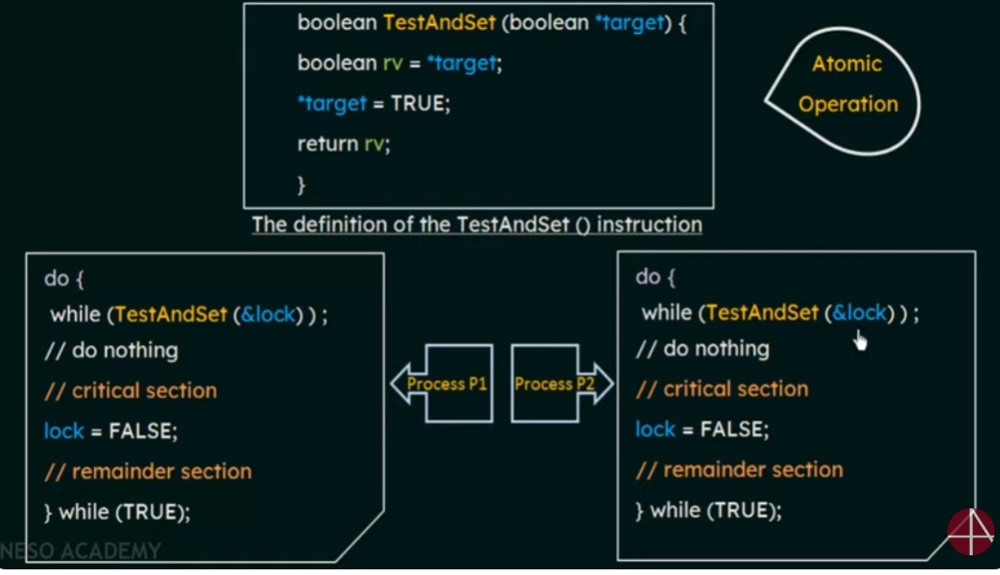 boolean TestAndSet (boolean *target) {
boolean rv = *target;
*target = TRUE;
return rv;
}
Atomic
Operation
The definition of the TestAndSet () instruction
do {
while (TestAndSet (&lock) ) ;
// do nothing
// critical section
lock = FALSE;
// remainder section
} while (TRUE);
Process P1
Process P2
do {
while (TestAndSet (&lock) ) ;
// do nothing
// critical section
lock = FALSE;
// remainder section
} while (TRUE);
NESO ACADEMY